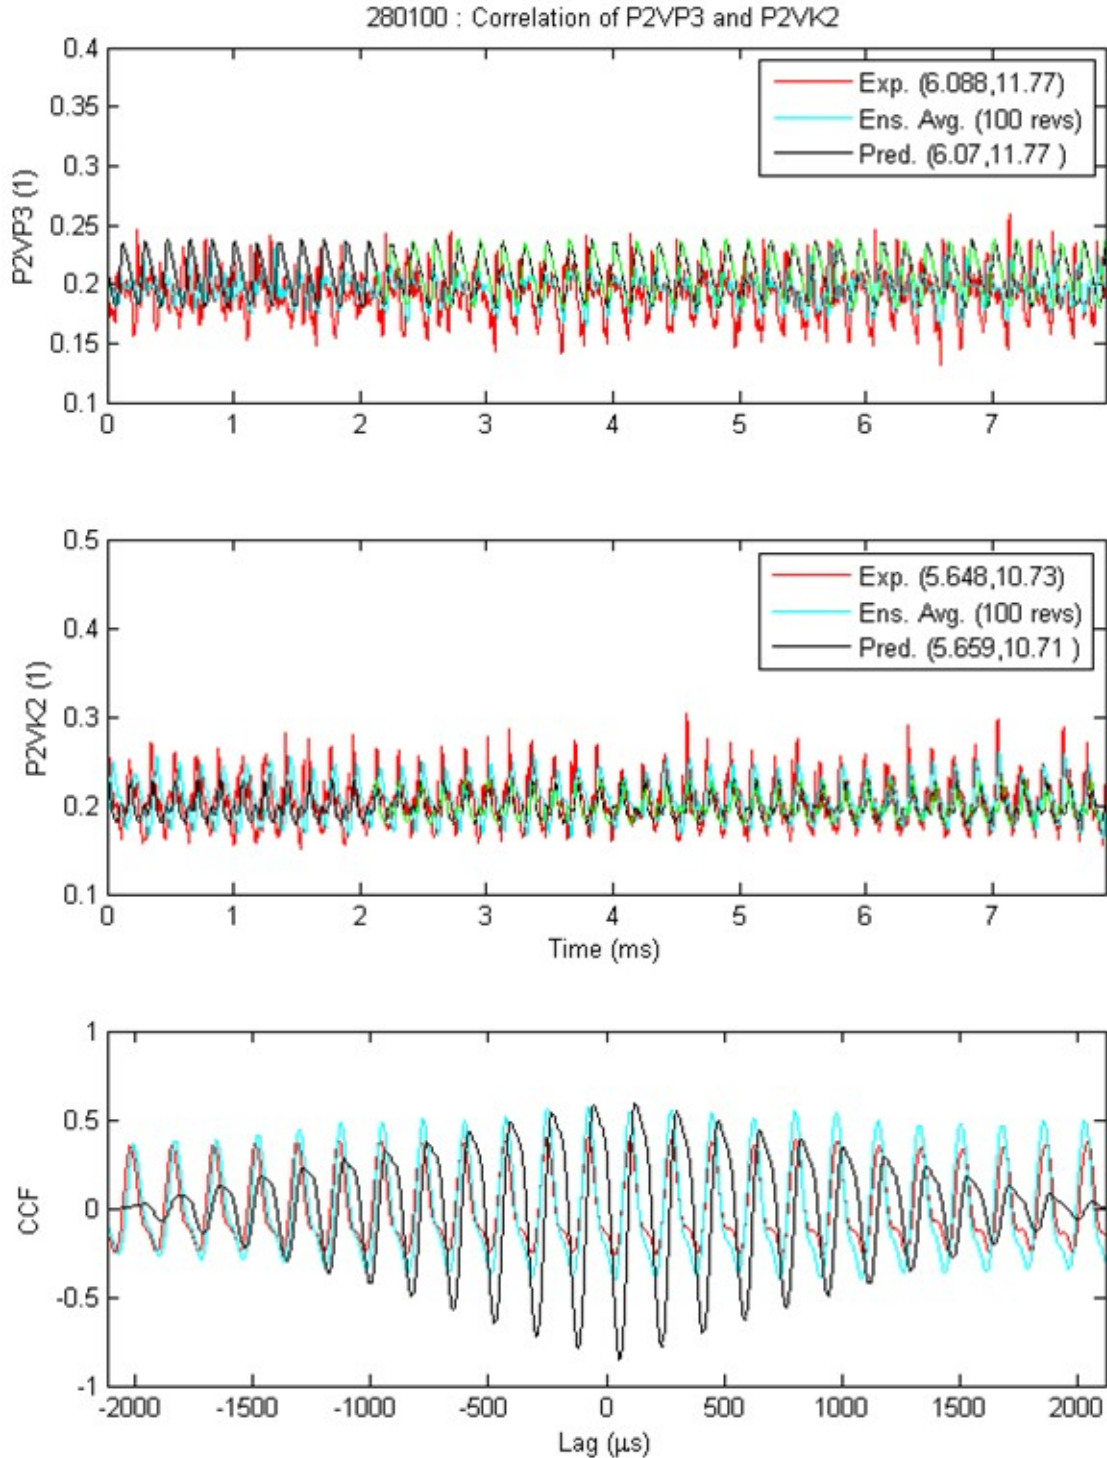 280100 : Correlation of P2VP3 and P2VK2
0.4
0.35
0.3
0.25
0.2
0.15
0.1
P2VP3 (1)
Exp. (6.088,11.77)
Ens. Avg. (100 revs)
Pred. (6.07,11.77 )
0 1 2 3 4 5 6 7
0.5
0.4
0.3
0.2
0.1
P2VK2 (1)
Exp. (5.648,10.73)
Ens. Avg. (100 revs)
Pred. (5.659,10.71 )
0 1 2 3 4 5 6 7
Time (ms)
1
0.5
0
-0.5
-1
CCF
-2000 -1500 -1000 -500 0 500 1000 1500 2000
Lag (μs)